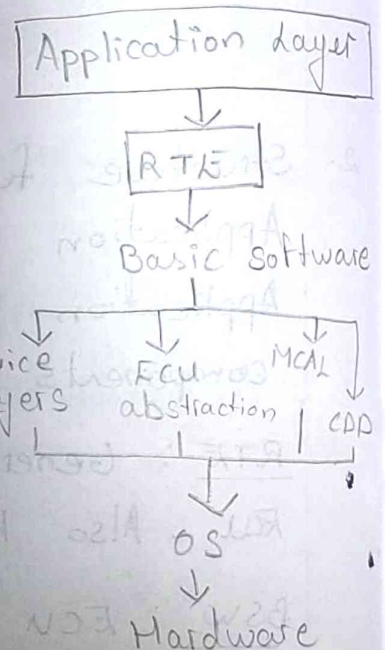 Application Layer
RTE
Basic Software
ice ECU MCAL
yers abstraction CDD
OS
Hardware